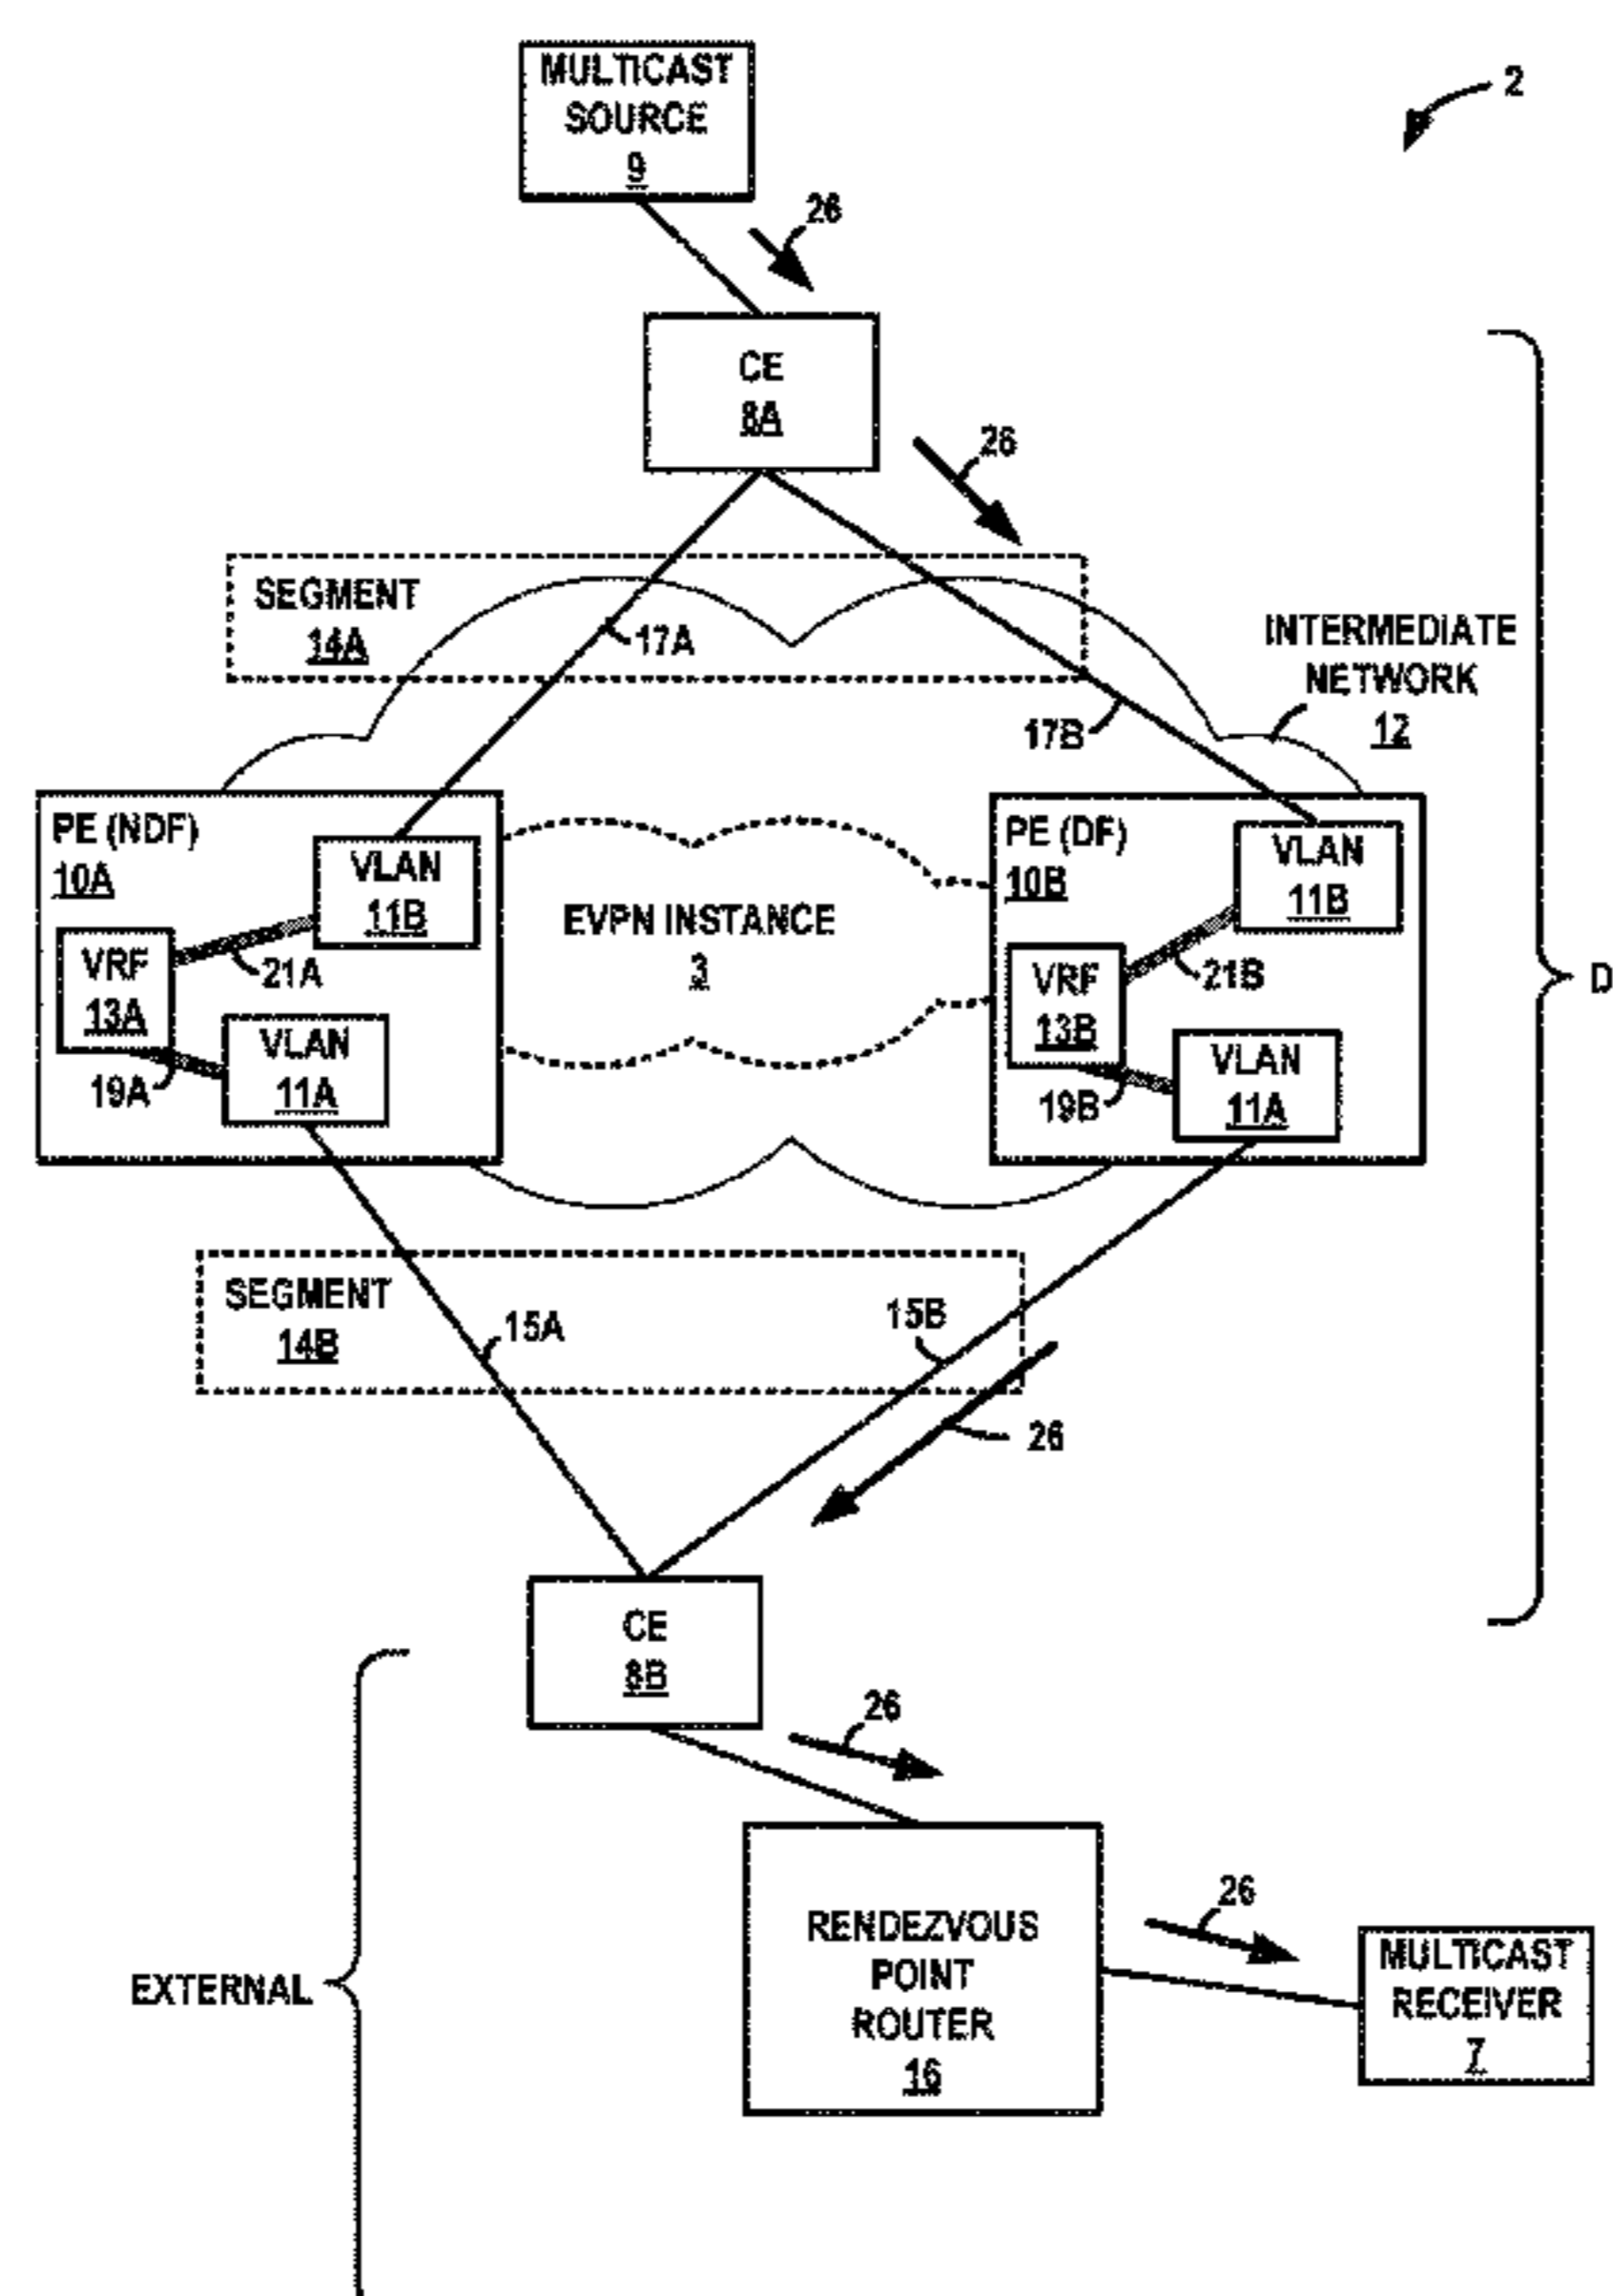 MULTICAST
SOURCE
9
2
26
CE
8A
26
SEGMENT
14A
17A
INTERMEDIATE
NETWORK
12
17B
PE (NDF)
10A
VLAN
11B
VRF
13A
21A
VLAN
11A
19A
EVPN INSTANCE
3
PE (DF)
10B
VLAN
11B
VRF
13B
21B
VLAN
11A
19B
D
SEGMENT
14B
15A
15B
26
CE
8B
26
EXTERNAL
RENDEZVOUS
POINT
ROUTER
16
26
MULTICAST
RECEIVER
7